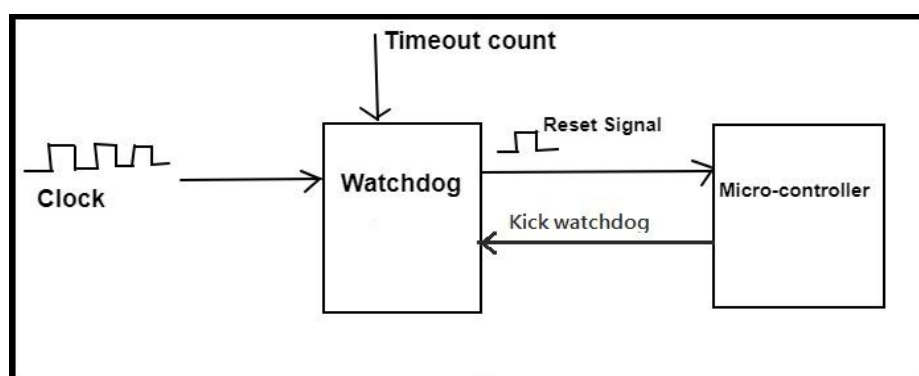 Timeout count
Reset Signal
Clock
Watchdog
Micro-controller
Kick watchdog